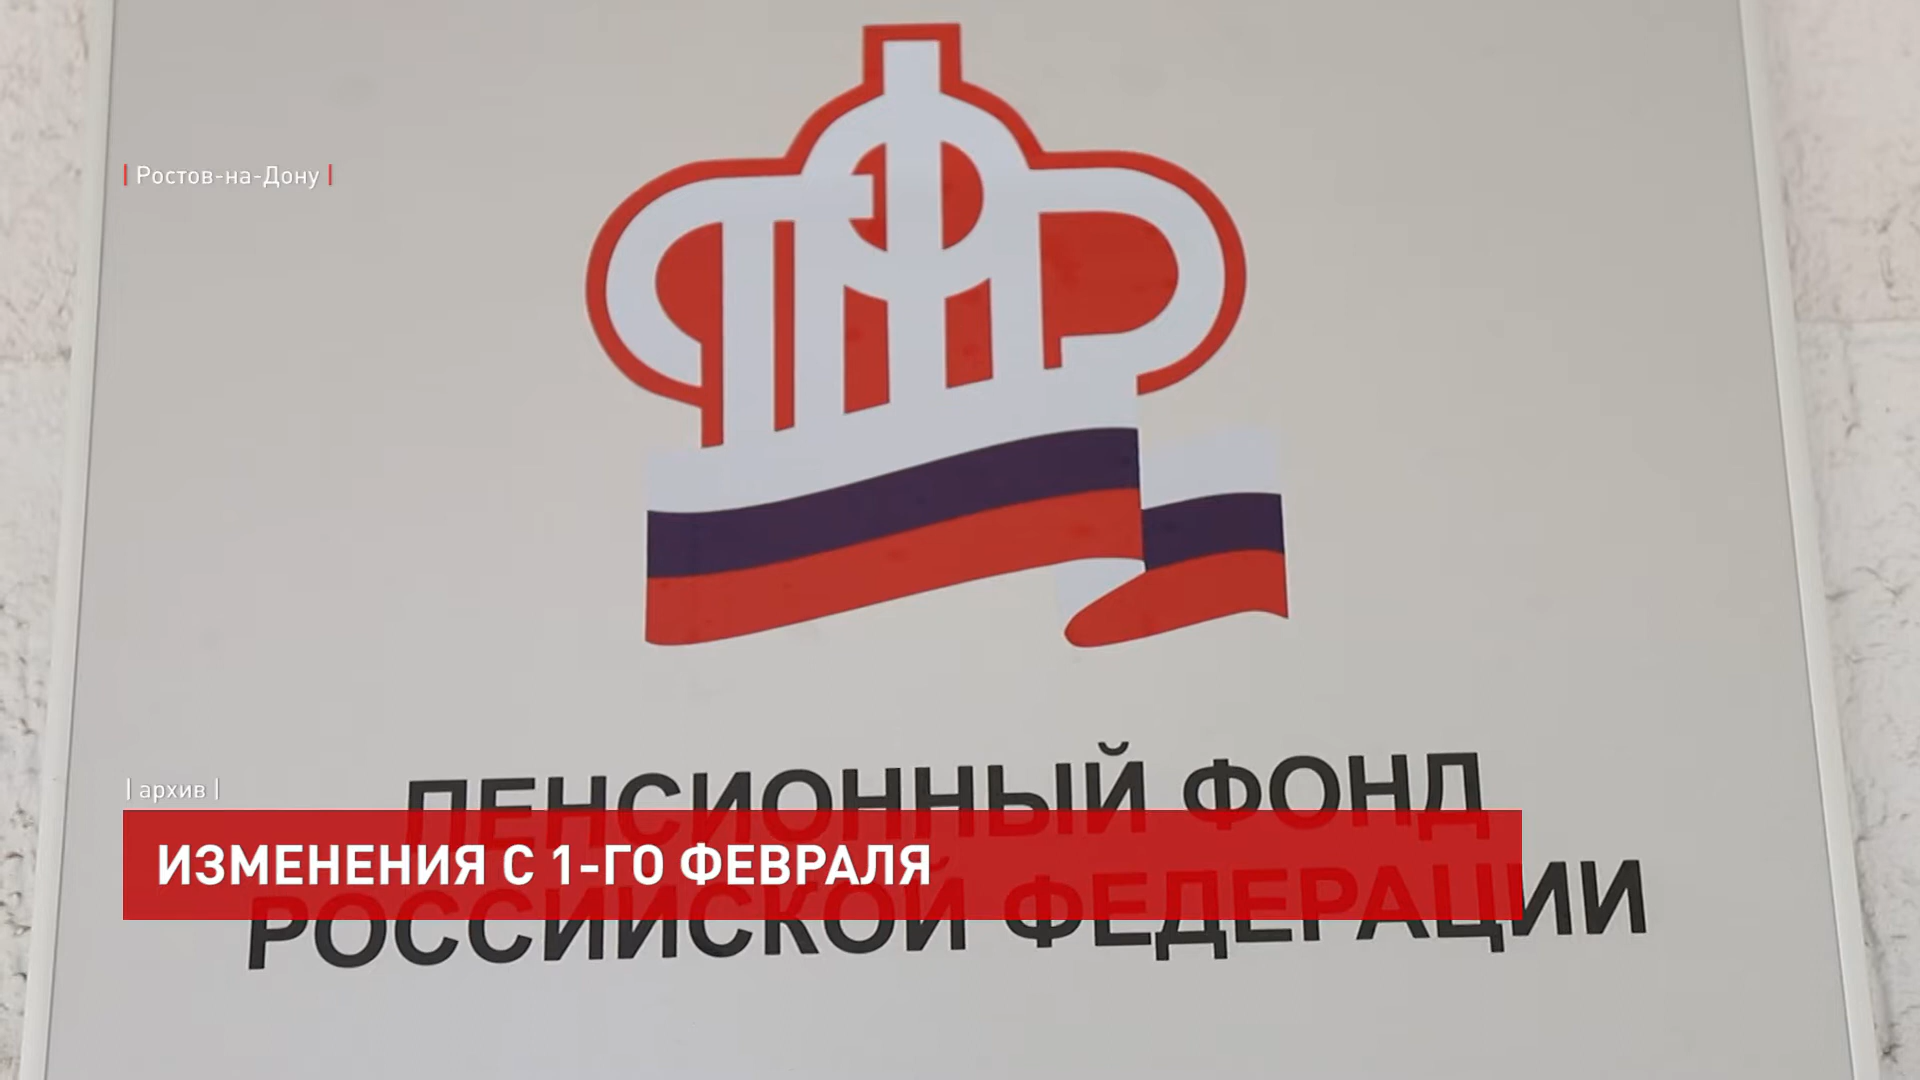 | Ростов-на-Дону |
| архив |
ПЕНСИОННЫЙ ФОНД
ИЗМЕНЕНИЯ С 1-ГО ФЕВРАЛЯ
РОССИЙСКОЙ ФЕДЕРАЦИИ